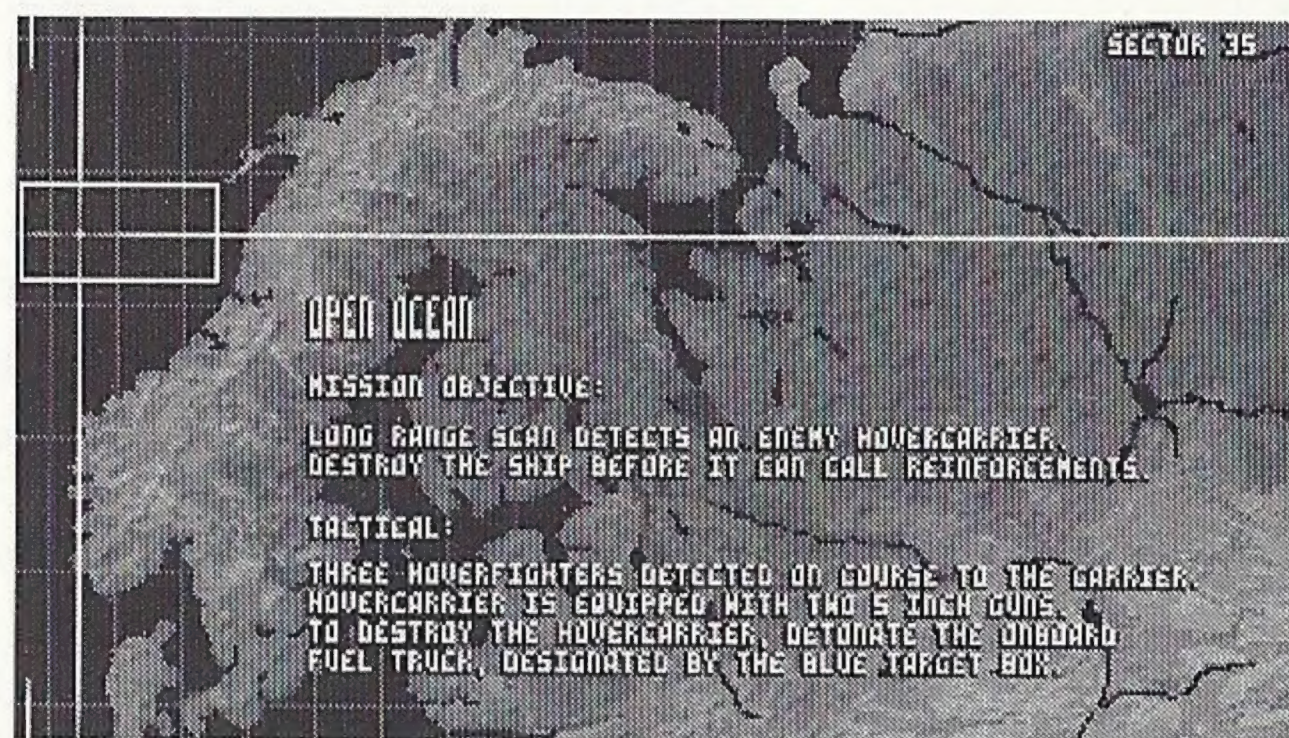 SECTOR 35
OPEN OCEAN
MISSION OBJECTIVE:
LONG RANGE SCAN DETECTS AN ENEMY HOVERCARRIER.
DESTROY THE SHIP BEFORE IT CAN CALL REINFORCEMENTS.
TACTICAL:
THREE HOVERFIGHTERS DETECTED ON COURSE TO THE CARRIER.
HOVERCARRIER IS EQUIPPED WITH TWO 5 INCH GUNS.
TO DESTROY THE HOVERCARRIER, DETONATE THE ONBOARD
FUEL TRUCK, DESIGNATED BY THE BLUE TARGET BOX.